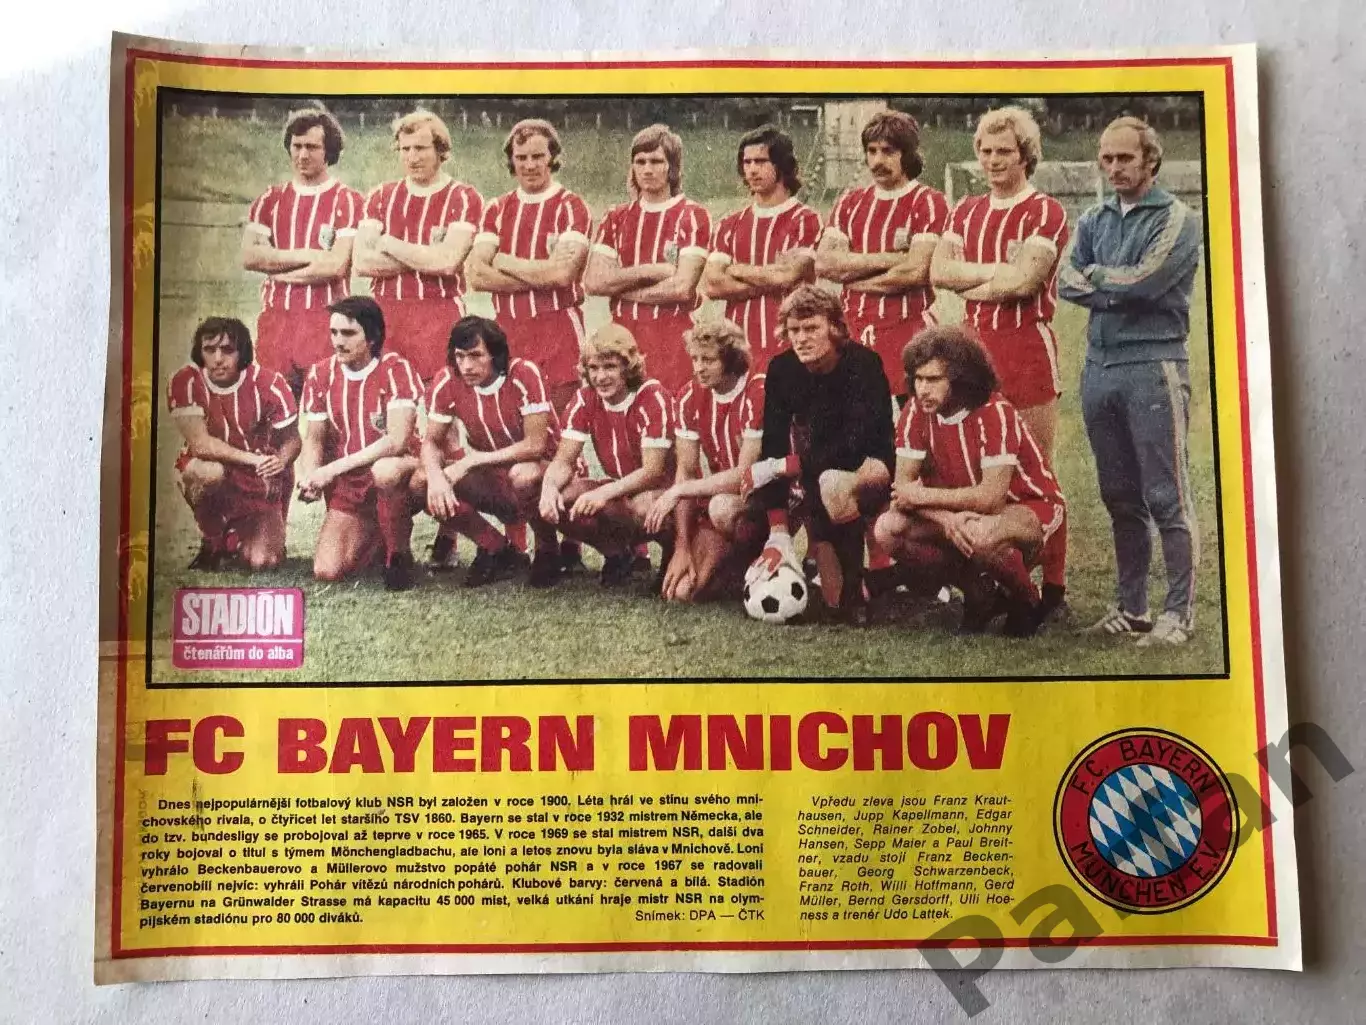 STADIÓN
čtenářům do alba
FC BAYERN MNICHOV
Dnes nejpopulárnější fotbalový klub NSR byl založen v roce 1900. Léta hrál ve stínu svého mni-
chovského rivala, o čtyřicet let staršího TSV 1860. Bayern se stal v roce 1932 mistrem Německa, ale
do tzv. bundesligy se probojoval až teprve v roce 1965. V roce 1969 se stal mistrem NSR, další dva
roky bojoval o titul s týmem Mönchengladbachu, ale loni a letos znovu byla sláva v Mnichově. Loni
vyhrálo Beckenbauerovo a Müllerovo mužstvo popáté pohár NSR a v roce 1967 se radovali
červenobílí nejvíc: vyhráli Pohár vítězů národních pohárů. Klubové barvy: červená a bílá. Stadión
Bayernu na Grünwalder Strasse má kapacitu 45 000 míst, velká utkání hraje mistr NSR na olym-
pijském stadiónu pro 80 000 diváků.
Snímek: DPA — ČTK
Vpředu zleva jsou Franz Kraut-
hausen, Jupp Kapellmann, Edgar
Schneider, Rainer Zobel, Johnny
Hansen, Sepp Maier a Paul Breit-
ner, vzadu stojí Franz Becken-
bauer, Georg Schwarzenbeck,
Franz Roth, Willi Hoffmann, Gerd
Müller, Bernd Gersdorff, Ulli Hoe-
ness a trenér Udo Lattek.
F.C. BAYERN
MÜNCHEN E.V.
Pavlan